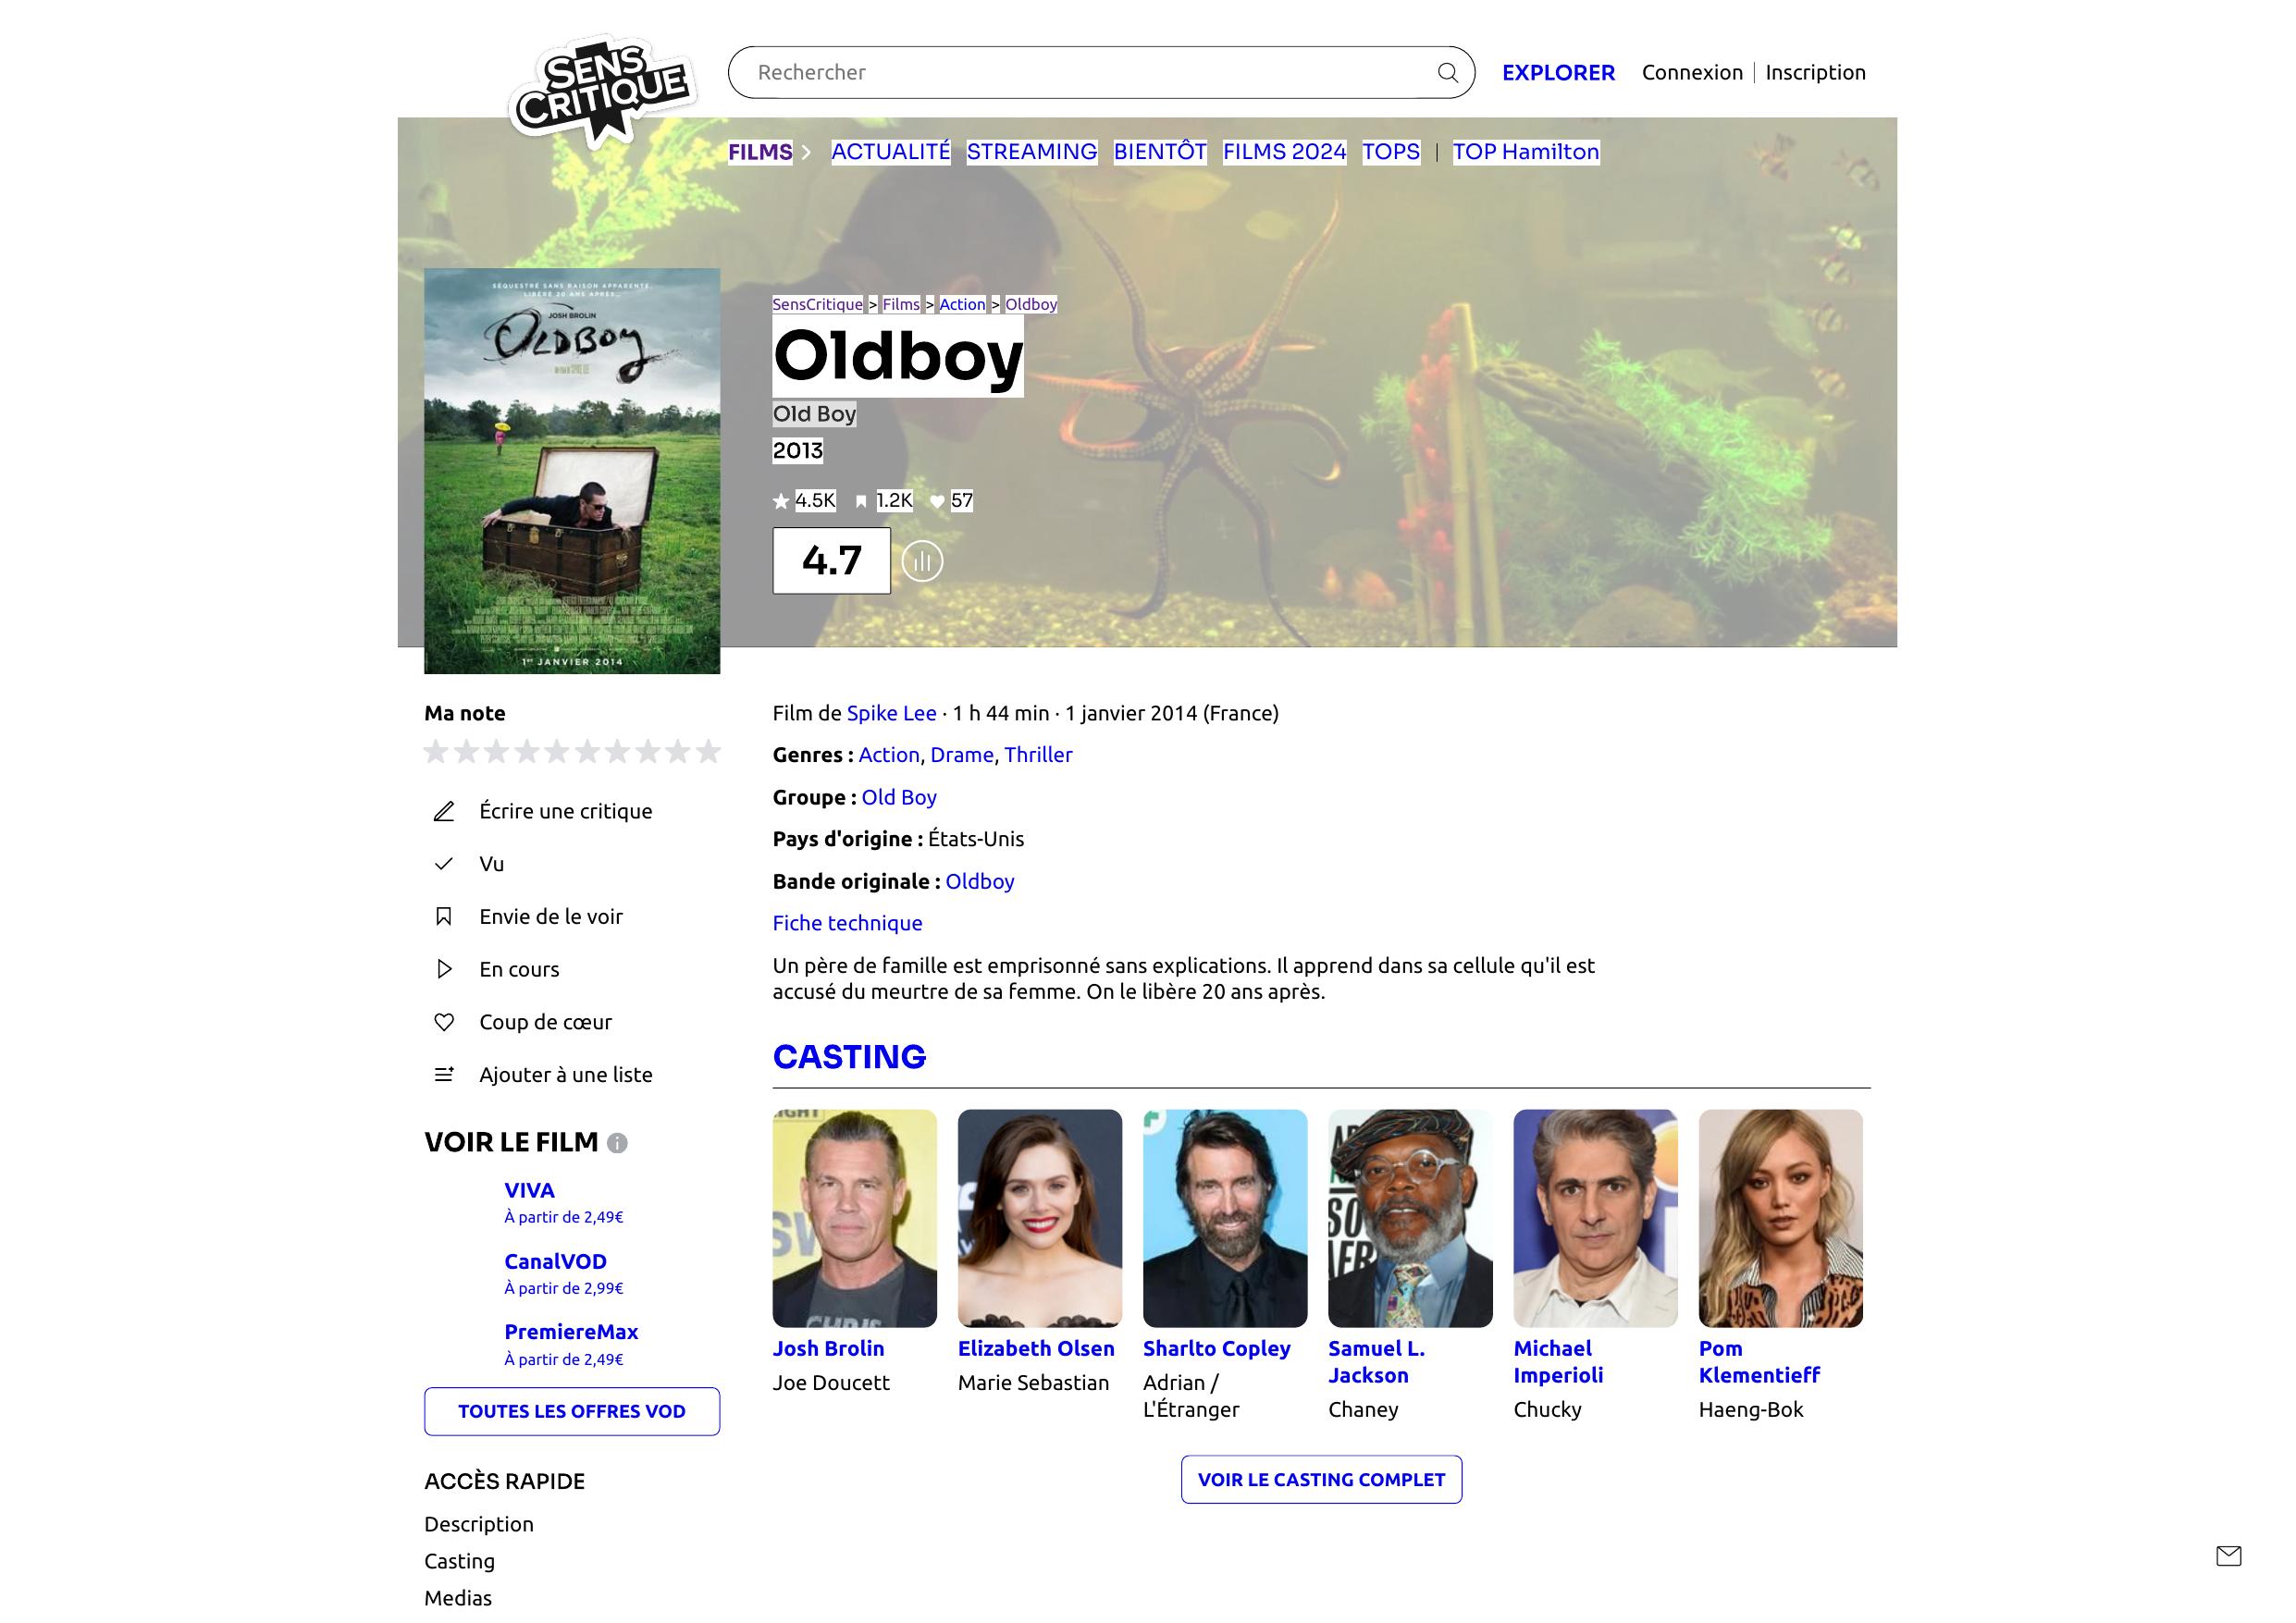 SENS
CRITIQUE
Rechercher
EXPLORER
Connexion
Inscription
FILMS
ACTUALITÉ
STREAMING
BIENTÔT
FILMS 2024
TOPS
TOP Hamilton
SÉQUESTRÉ SANS RAISON APPARENTE.
LIBÉRÉ 20 ANS APRÈS...
JOSH BROLIN
OLDBOY
1er JANVIER 2014
SensCritique > Films > Action > Oldboy
Oldboy
Old Boy
2013
4.5K 1.2K 57
4.7
Ma note
Écrire une critique
Vu
Envie de le voir
En cours
Coup de cœur
Ajouter à une liste
VOIR LE FILM
VIVA
À partir de 2,49€
CanalVOD
À partir de 2,99€
PremiereMax
À partir de 2,49€
TOUTES LES OFFRES VOD
ACCÈS RAPIDE
Description
Casting
Medias
Film de Spike Lee · 1 h 44 min · 1 janvier 2014 (France)
Genres : Action, Drame, Thriller
Groupe : Old Boy
Pays d'origine : États-Unis
Bande originale : Oldboy
Fiche technique
Un père de famille est emprisonné sans explications. Il apprend dans sa cellule qu'il est
accusé du meurtre de sa femme. On le libère 20 ans après.
CASTING
Josh Brolin
Joe Doucett
Elizabeth Olsen
Marie Sebastian
Sharlto Copley
Adrian /
L'Étranger
Samuel L.
Jackson
Chaney
Michael
Imperioli
Chucky
Pom
Klementieff
Haeng-Bok
VOIR LE CASTING COMPLET